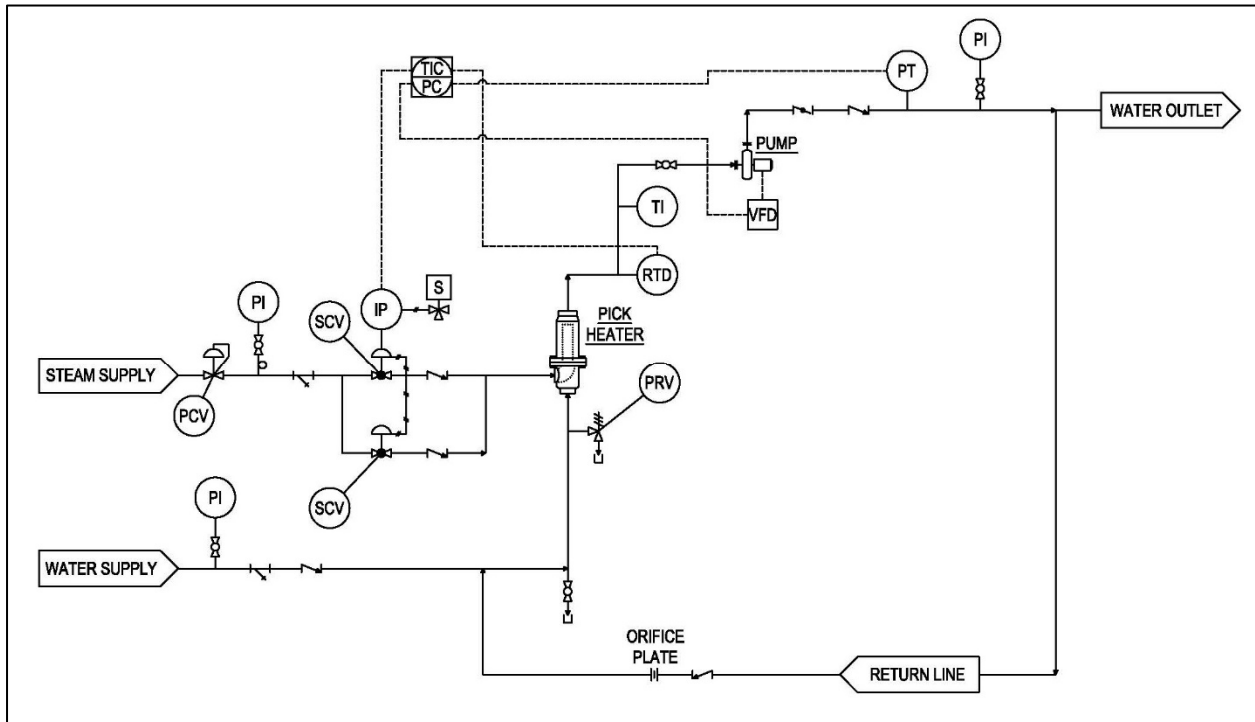 PI
TIC
PC
PT
WATER OUTLET
PUMP
TI
VFD
RTD
S
PI
IP
SCV
PICK
HEATER
STEAM SUPPLY
PCV
PRV
SCV
PI
WATER SUPPLY
ORIFICE
PLATE
RETURN LINE